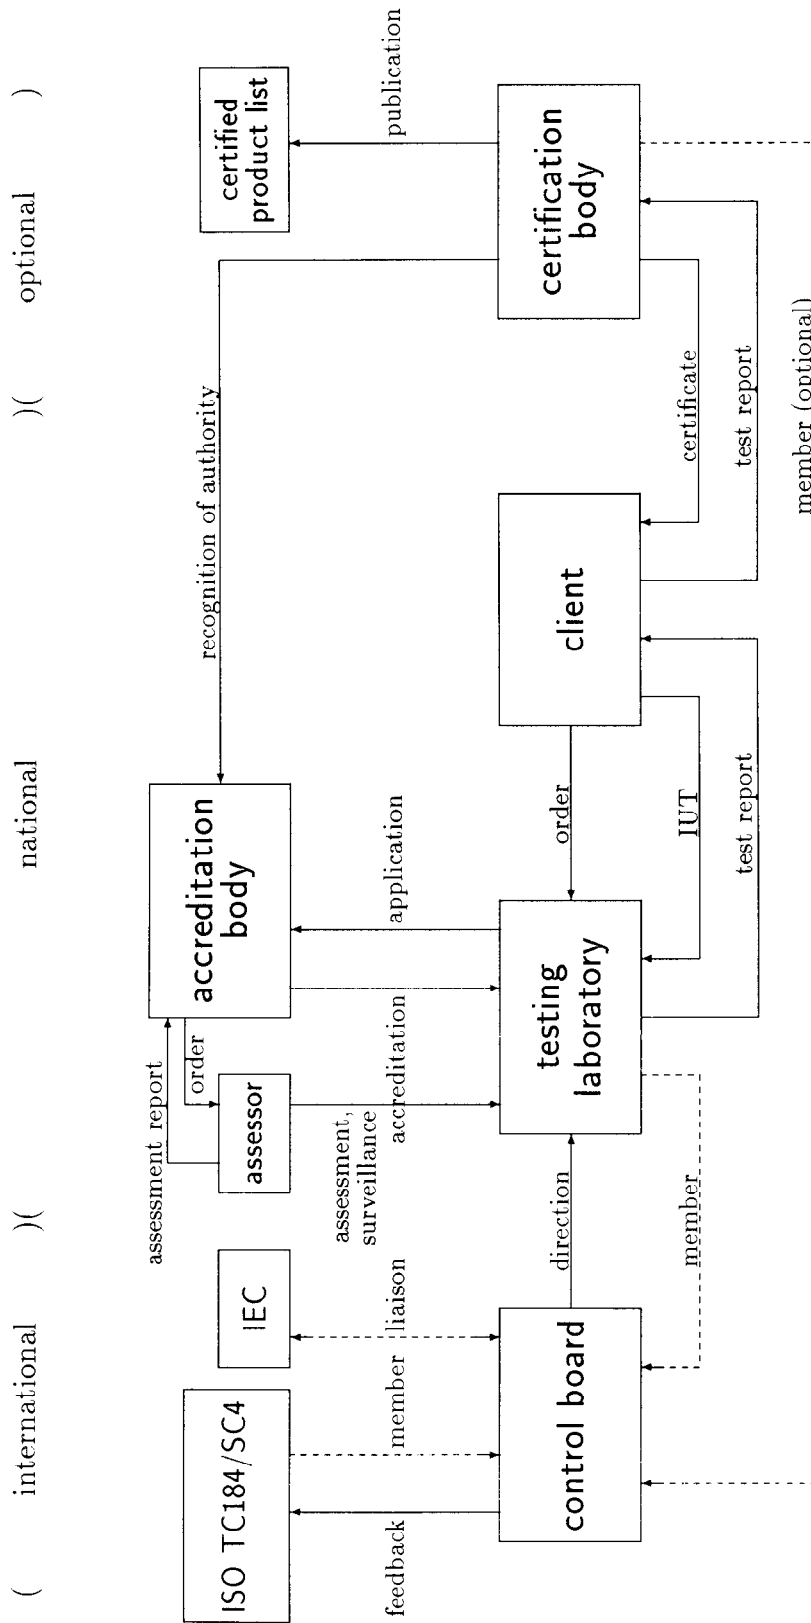 ( international )( national )( optional )
ISO TC184/SC4
IEC
assessment report
order
assessor
accreditation
body
recognition of authority
certified
product list
feedback
member
liaison
assessment,
surveillance
accreditation
application
publication
control board
direction
testing
laboratory
order
client
certification
body
member
IUT
test report
certificate
test report
member (optional)